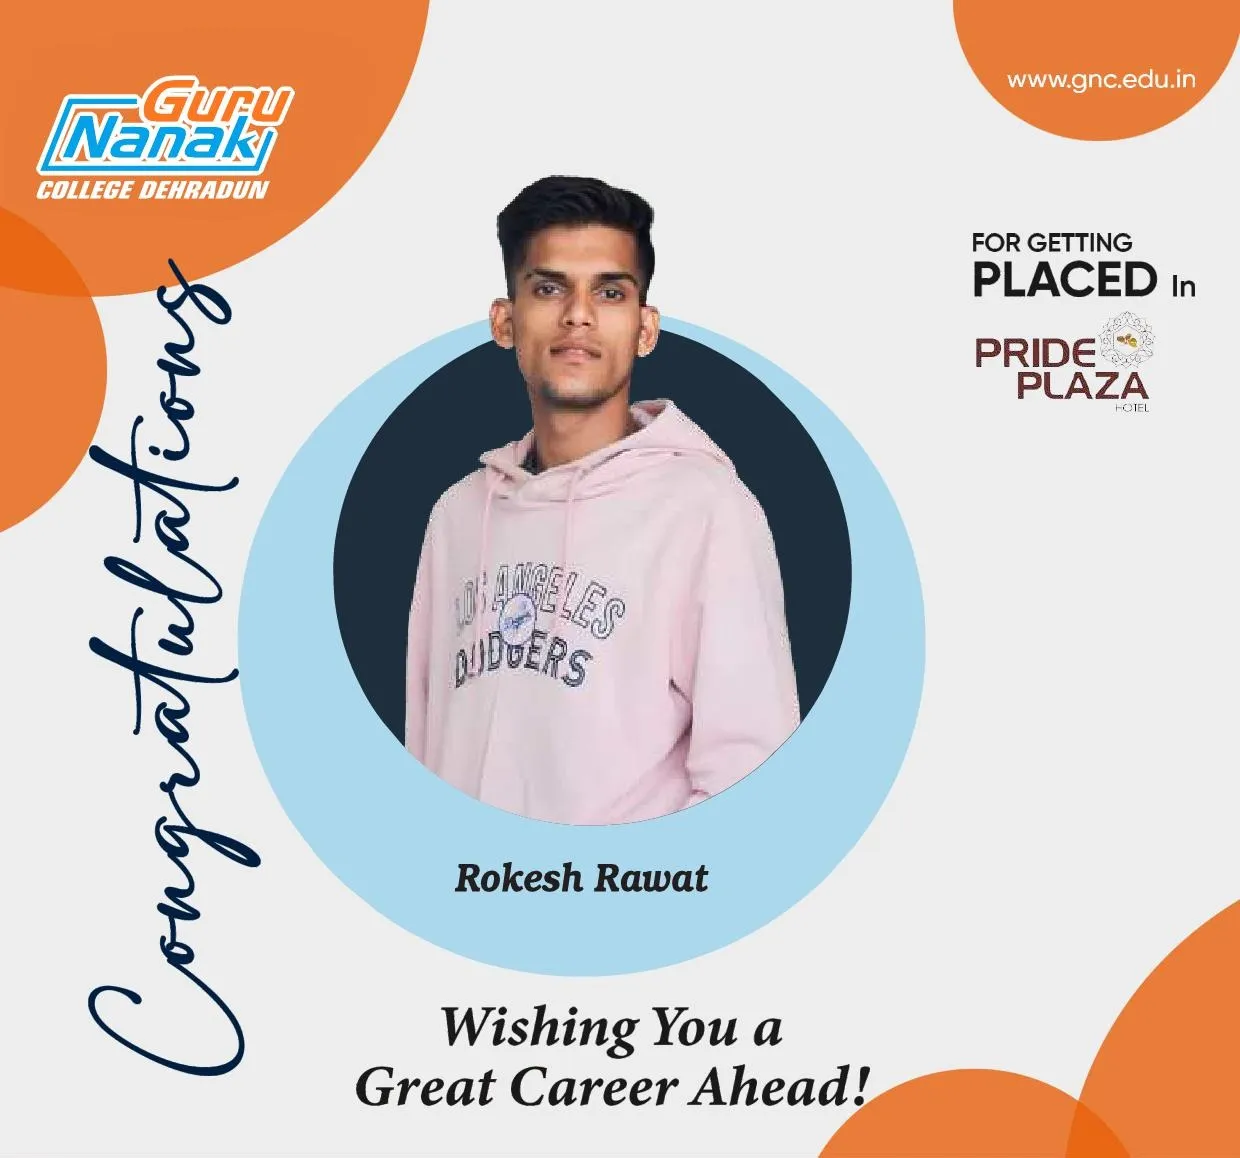 Guru
Nanak
COLLEGE DEHRADUN
www.gnc.edu.in
Congratulations
FOR GETTING
PLACED In
PRIDE
PLAZA
HOTEL
LOS ANGELES
Dodgers
DODGERS
Rokesh Rawat
Wishing You a
Great Career Ahead!